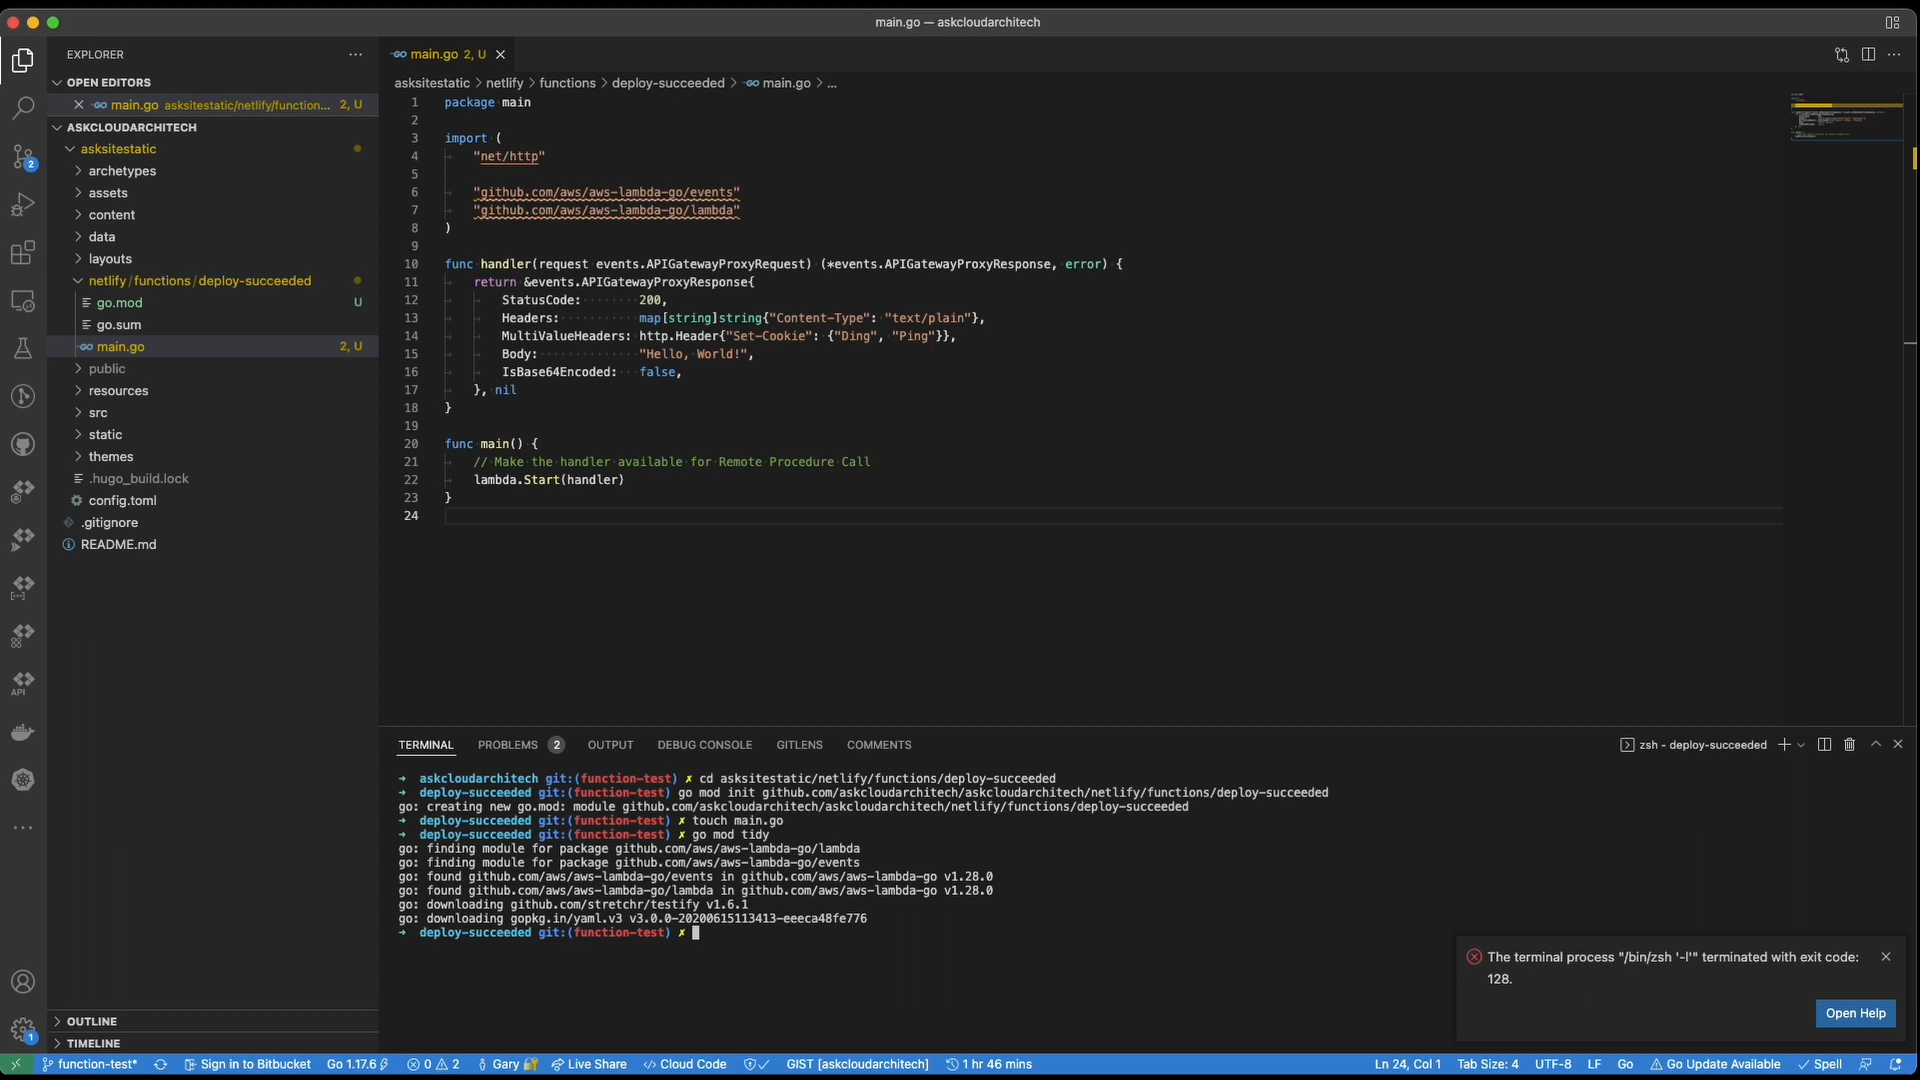 main.go — askcloudarchitech
EXPLORER
OPEN EDITORS
main.go asksitestatic/netlify/function... 2, U
ASKCLOUDARCHITECH
asksitestatic
archetypes
assets
content
data
layouts
netlify/functions/deploy-succeeded
go.mod U
go.sum
main.go 2, U
public
resources
src
static
themes
.hugo_build.lock
config.toml
.gitignore
README.md
OUTLINE
TIMELINE
2
API
1
main.go 2, U
asksitestatic > netlify > functions > deploy-succeeded > main.go > ...
1 package main
2
3 import (
4 "net/http"
5
6 "github.com/aws/aws-lambda-go/events"
7 "github.com/aws/aws-lambda-go/lambda"
8 )
9
10 func handler(request events.APIGatewayProxyRequest) (*events.APIGatewayProxyResponse, error) {
11 return &events.APIGatewayProxyResponse{
12 StatusCode: 200,
13 Headers: map[string]string{"Content-Type": "text/plain"},
14 MultiValueHeaders: http.Header{"Set-Cookie": {"Ding", "Ping"}},
15 Body: "Hello, World!",
16 IsBase64Encoded: false,
17 }, nil
18 }
19
20 func main() {
21 // Make the handler available for Remote Procedure Call
22 lambda.Start(handler)
23 }
24
TERMINAL PROBLEMS 2 OUTPUT DEBUG CONSOLE GITLENS COMMENTS
zsh - deploy-succeeded
➜ askcloudarchitech git:(function-test) ✗ cd asksitestatic/netlify/functions/deploy-succeeded
➜ deploy-succeeded git:(function-test) go mod init github.com/askcloudarchitech/askcloudarchitech/netlify/functions/deploy-succeeded
go: creating new go.mod: module github.com/askcloudarchitech/askcloudarchitech/netlify/functions/deploy-succeeded
➜ deploy-succeeded git:(function-test) ✗ touch main.go
➜ deploy-succeeded git:(function-test) ✗ go mod tidy
go: finding module for package github.com/aws/aws-lambda-go/lambda
go: finding module for package github.com/aws/aws-lambda-go/events
go: found github.com/aws/aws-lambda-go/events in github.com/aws/aws-lambda-go v1.28.0
go: found github.com/aws/aws-lambda-go/lambda in github.com/aws/aws-lambda-go v1.28.0
go: downloading github.com/stretchr/testify v1.6.1
go: downloading gopkg.in/yaml.v3 v3.0.0-20200615113413-eeeca48fe776
➜ deploy-succeeded git:(function-test) ✗
The terminal process "/bin/zsh '-l'" terminated with exit code:
128.
Open Help
function-test* Sign in to Bitbucket Go 1.17.6 0 2 Gary Live Share Cloud Code GIST [askcloudarchitech] 1 hr 46 mins
Ln 24, Col 1 Tab Size: 4 UTF-8 LF Go Go Update Available Spell